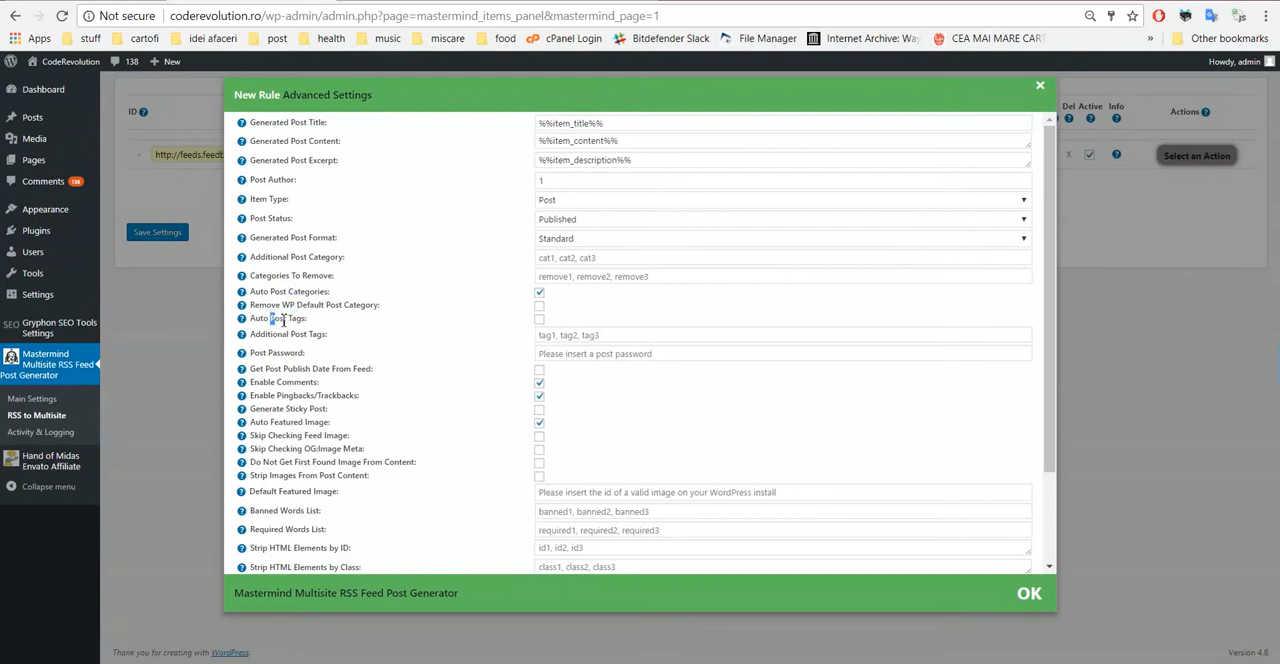 Not secure | coderevolution.ro/wp-admin/admin.php?page=mastermind_items_panel&mastermind_page=1
Apps stuff cartofi idei afaceri post health music miscare food cPanel Login Bitdefender Slack File Manager Internet Archive: Wa CEA MAI MARE CART » Other bookmarks
CodeRevolution 138 + New Howdy, admin
Dashboard
Posts
Media
Pages
Comments 138
Appearance
Plugins
Users
Tools
Settings
Gryphon SEO Tools
Settings
Mastermind
Multisite RSS Feed
Post Generator
Main Settings
RSS to Multisite
Activity & Logging
Hand of Midas
Envato Affiliate
Collapse menu
ID
- http://feeds.feedb
Save Settings
Del Active Info Actions
X Select an Action
New Rule Advanced Settings ×
Generated Post Title: %%item_title%%
Generated Post Content: %%item_content%%
Generated Post Excerpt: %%item_description%%
Post Author: 1
Item Type: Post
Post Status: Published
Generated Post Format: Standard
Additional Post Category: cat1, cat2, cat3
Categories To Remove: remove1, remove2, remove3
Auto Post Categories:
Remove WP Default Post Category:
Auto Post Tags:
Additional Post Tags: tag1, tag2, tag3
Post Password: Please insert a post password
Get Post Publish Date From Feed:
Enable Comments:
Enable Pingbacks/Trackbacks:
Generate Sticky Post:
Auto Featured Image:
Skip Checking Feed Image:
Skip Checking OG:Image Meta:
Do Not Get First Found Image From Content:
Strip Images From Post Content:
Default Featured Image: Please insert the id of a valid image on your WordPress install
Banned Words List: banned1, banned2, banned3
Required Words List: required1, required2, required3
Strip HTML Elements by ID: id1, id2, id3
Strip HTML Elements by Class: class1, class2, class3
Mastermind Multisite RSS Feed Post Generator OK
Thank you for creating with WordPress. Version 4.8